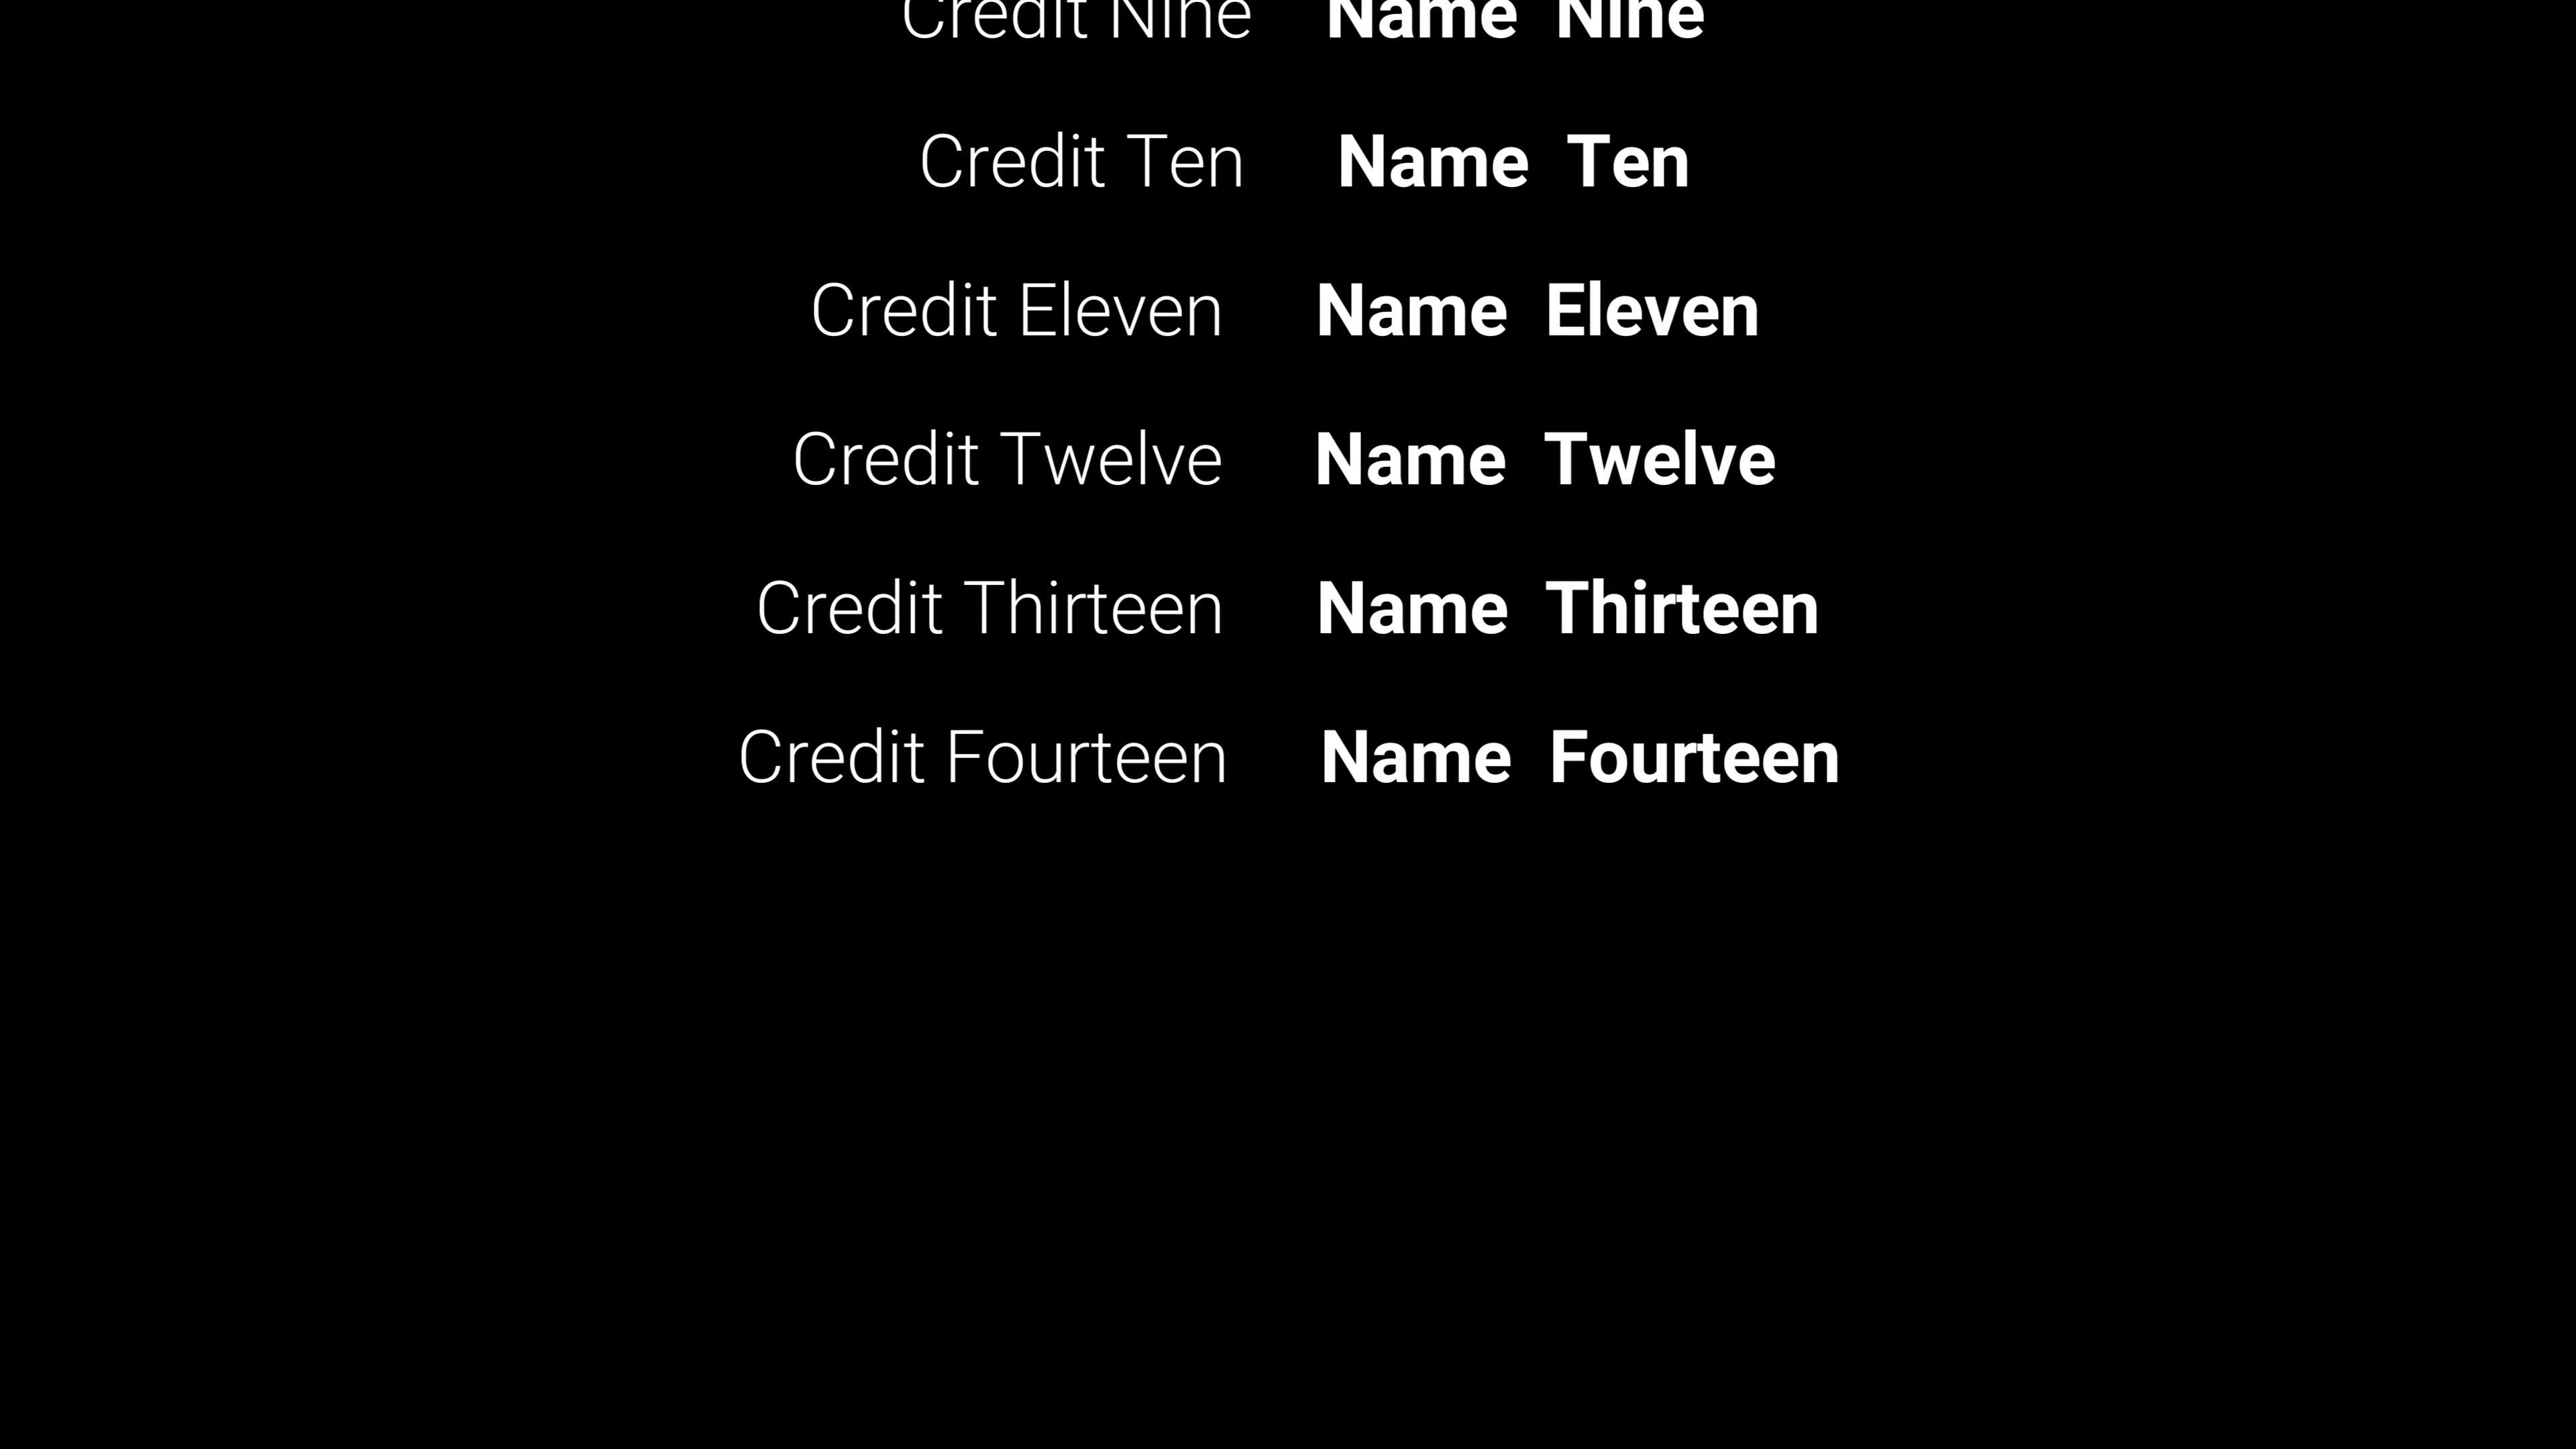 Credit Nine Name Nine
Credit Ten Name Ten
Credit Eleven Name Eleven
Credit Twelve Name Twelve
Credit Thirteen Name Thirteen
Credit Fourteen Name Fourteen